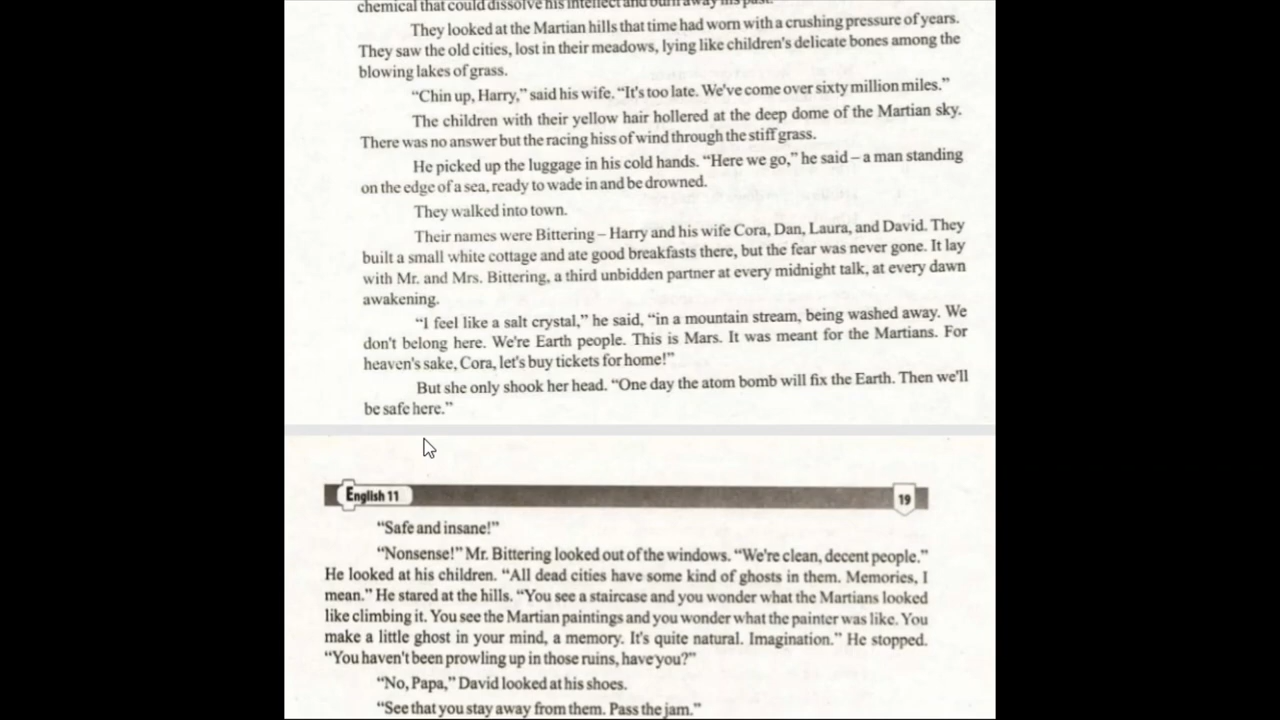 chemical that could dissolve his intellect and burn away his past.
They looked at the Martian hills that time had worn with a crushing pressure of years.
They saw the old cities, lost in their meadows, lying like children's delicate bones among the
blowing lakes of grass.
“Chin up, Harry,” said his wife. “It's too late. We've come over sixty million miles.”
The children with their yellow hair hollered at the deep dome of the Martian sky.
There was no answer but the racing hiss of wind through the stiff grass.
He picked up the luggage in his cold hands. “Here we go,” he said – a man standing
on the edge of a sea, ready to wade in and be drowned.
They walked into town.
Their names were Bittering – Harry and his wife Cora, Dan, Laura, and David. They
built a small white cottage and ate good breakfasts there, but the fear was never gone. It lay
with Mr. and Mrs. Bittering, a third unbidden partner at every midnight talk, at every dawn
awakening.
“I feel like a salt crystal,” he said, “in a mountain stream, being washed away. We
don't belong here. We're Earth people. This is Mars. It was meant for the Martians. For
heaven's sake, Cora, let's buy tickets for home!”
But she only shook her head. “One day the atom bomb will fix the Earth. Then we'll
be safe here.”
English 11
19
“Safe and insane!”
“Nonsense!” Mr. Bittering looked out of the windows. “We're clean, decent people.”
He looked at his children. “All dead cities have some kind of ghosts in them. Memories, I
mean.” He stared at the hills. “You see a staircase and you wonder what the Martians looked
like climbing it. You see the Martian paintings and you wonder what the painter was like. You
make a little ghost in your mind, a memory. It's quite natural. Imagination.” He stopped.
“You haven't been prowling up in those ruins, have you?”
“No, Papa,” David looked at his shoes.
“See that you stay away from them. Pass the jam.”